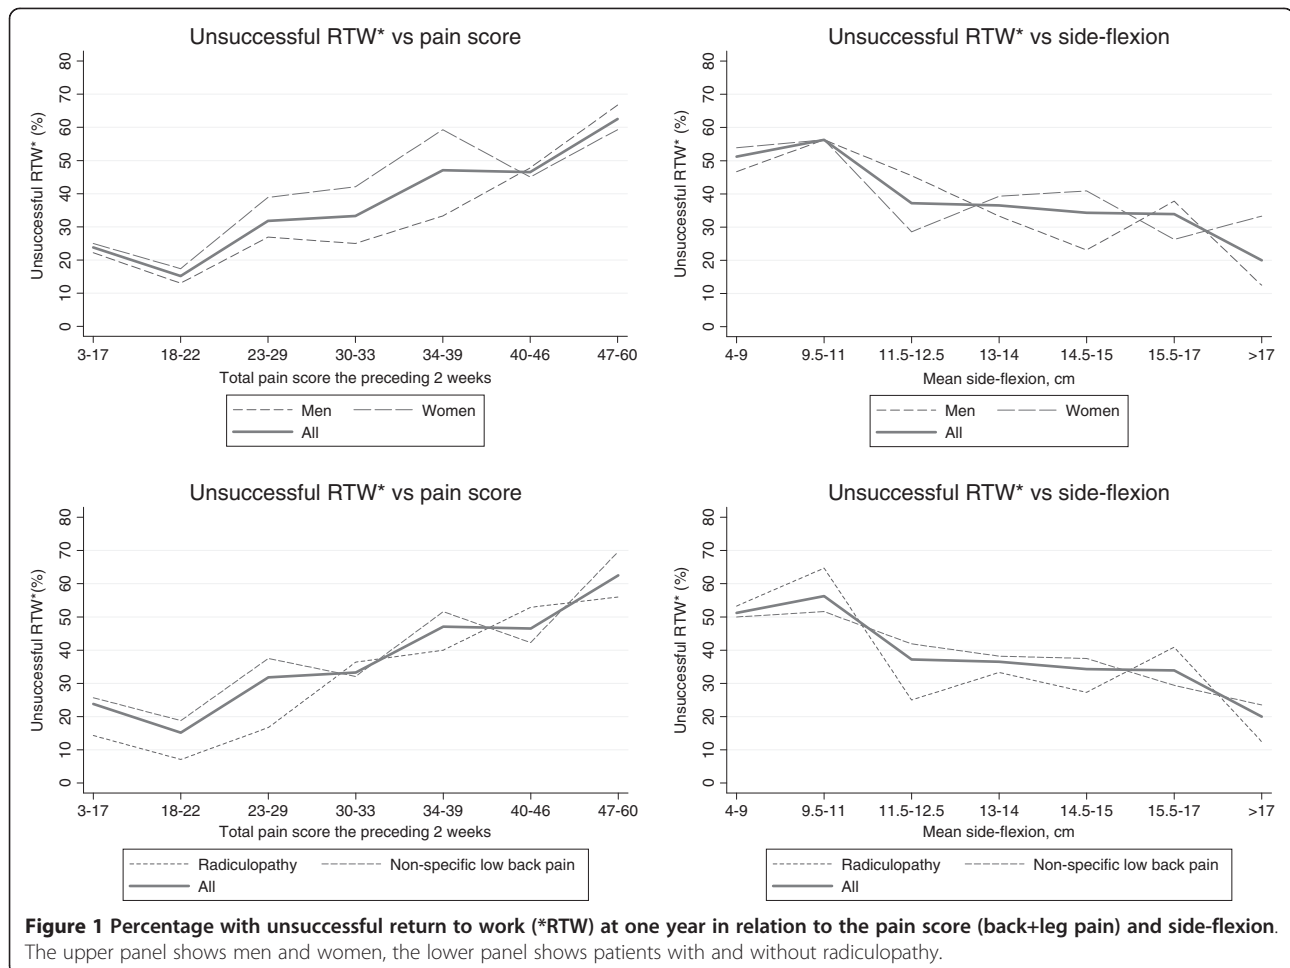 Unsuccessful RTW* vs pain score
Unsuccessful RTW* (%)
80
70
60
50
40
30
20
10
0
3-17 18-22 23-29 30-33 34-39 40-46 47-60
Total pain score the preceding 2 weeks
Men Women
All
Unsuccessful RTW* vs side-flexion
Unsuccessful RTW* (%)
80
70
60
50
40
30
20
10
0
4-9 9.5-11 11.5-12.5 13-14 14.5-15 15.5-17 >17
Mean side-flexion, cm
Men Women
All
Unsuccessful RTW* vs pain score
Unsuccessful RTW*(%)
80
70
60
50
40
30
20
10
0
3-17 18-22 23-29 30-33 34-39 40-46 47-60
Total pain score the preceding 2 weeks
Radiculopathy Non-specific low back pain
All
Unsuccessful RTW* vs side-flexion
Unsuccessful RTW* (%)
80
70
60
50
40
30
20
10
0
4-9 9.5-11 11.5-12.5 13-14 14.5-15 15.5-17 >17
Mean side-flexion, cm
Radiculopathy Non-specific low back pain
All
Figure 1 Percentage with unsuccessful return to work (*RTW) at one year in relation to the pain score (back+leg pain) and side-flexion.
The upper panel shows men and women, the lower panel shows patients with and without radiculopathy.